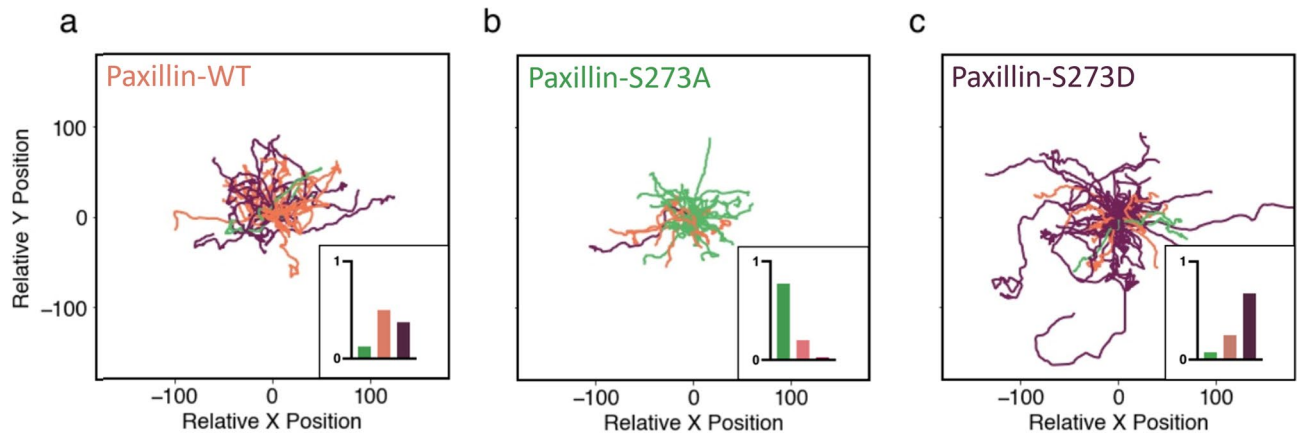 a
b
c
Paxillin-WT
Paxillin-S273A
Paxillin-S273D
Relative Y Position
100
0
−100
1
0
1
0
1
0
−100 0 100
−100 0 100
−100 0 100
Relative X Position
Relative X Position
Relative X Position